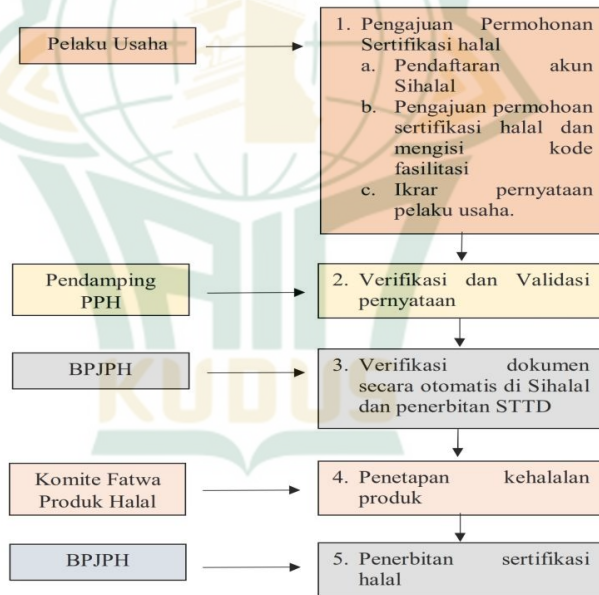 Pelaku Usaha
1. Pengajuan Permohonan
Sertifikasi halal
a. Pendaftaran akun
Sihalal
b. Pengajuan permohoan
sertifikasi halal dan
mengisi kode
fasilitasi
c. Ikrar pernyataan
pelaku usaha.
Pendamping
PPH
2. Verifikasi dan Validasi
pernyataan
BPJPH
3. Verifikasi dokumen
secara otomatis di Sihalal
dan penerbitan STTD
KUDUS
Komite Fatwa
Produk Halal
4. Penetapan kehalalan
produk
BPJPH
5. Penerbitan sertifikasi
halal